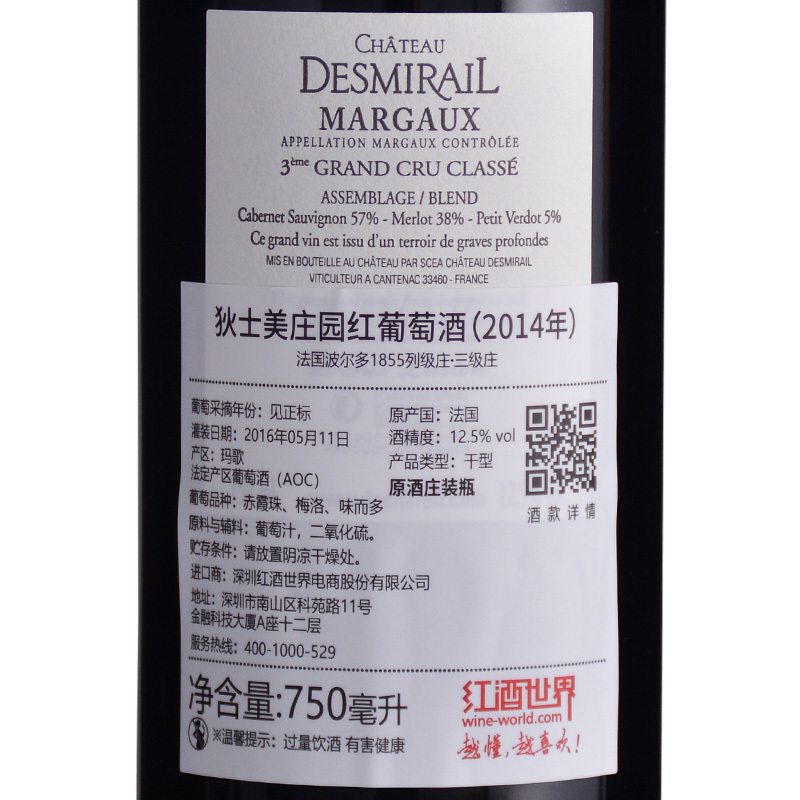 CHÂTEAU
DESMIRAIL
MARGAUX
APPELLATION MARGAUX CONTRÔLÉE
3ème GRAND CRU CLASSÉ
ASSEMBLAGE / BLEND
Cabernet Sauvignon 57% - Merlot 38% - Petit Verdot 5%
Ce grand vin est issu d'un terroir de graves profondes
MIS EN BOUTEILLE AU CHÂTEAU PAR SCEA CHÂTEAU DESMIRAIL
VITICULTEUR A CANTENAC 33460 - FRANCE
狄士美庄园红葡萄酒(2014年)
法国波尔多1855列级庄·三级庄
葡萄采摘年份：见正标
灌装日期：2016年05月11日
产区：玛歌
法定产区葡萄酒（AOC）
葡萄品种：赤霞珠、梅洛、味而多
原料与辅料：葡萄汁，二氧化硫。
贮存条件：请放置阴凉干燥处。
进口商：深圳红酒世界电商股份有限公司
地址：深圳市南山区科苑路11号
金融科技大厦A座十二层
服务热线：400-1000-529
原产国：法国
酒精度：12.5% vol
产品类型：干型
原酒庄装瓶
酒款详情
净含量:750毫升
※温馨提示：过量饮酒 有害健康
红酒世界
wine-world.com
越懂,越喜欢!